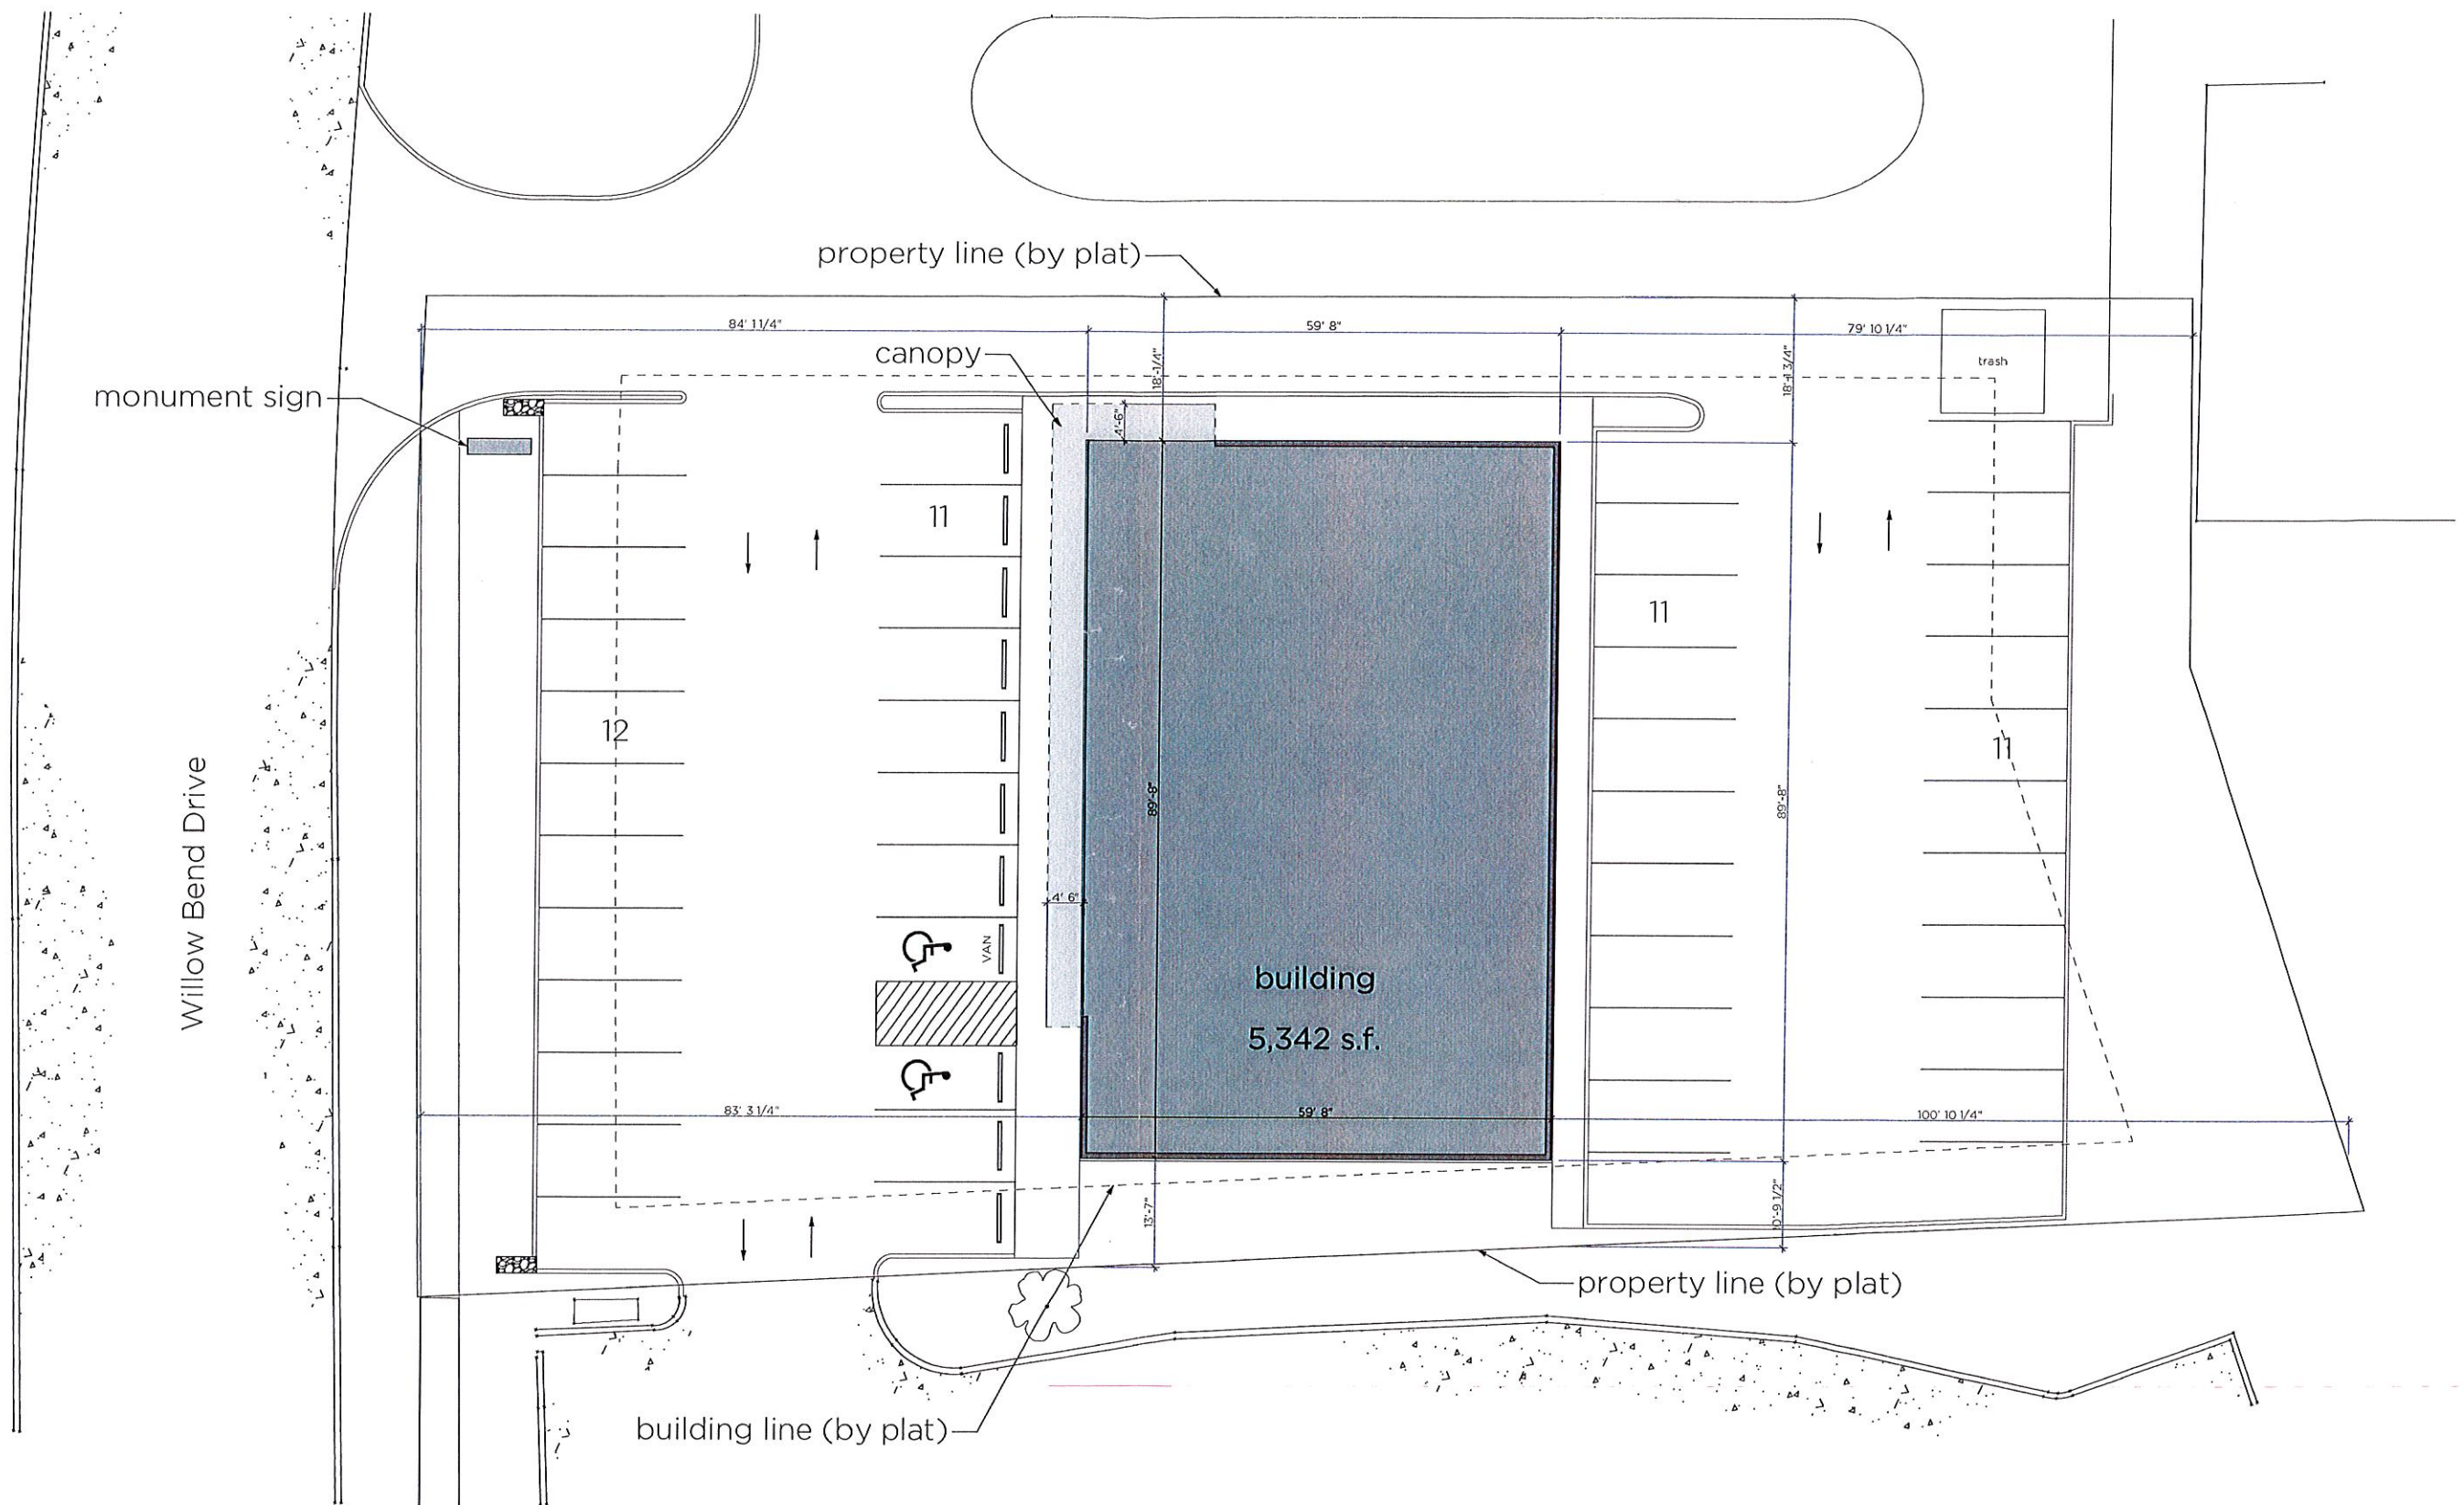 property line (by plat)
84' 1 1/4"
59' 8"
79' 10 1/4"
canopy
18'-1/4"
18'-1 3/4"
trash
monument sign
4'-6"
11
11
12
11
Willow Bend Drive
89'-8"
89'-8"
4' 6"
VAN
building
5,342 s.f.
83' 3 1/4"
59' 8"
100' 10 1/4"
13'-7"
10'-9 1/2"
property line (by plat)
building line (by plat)